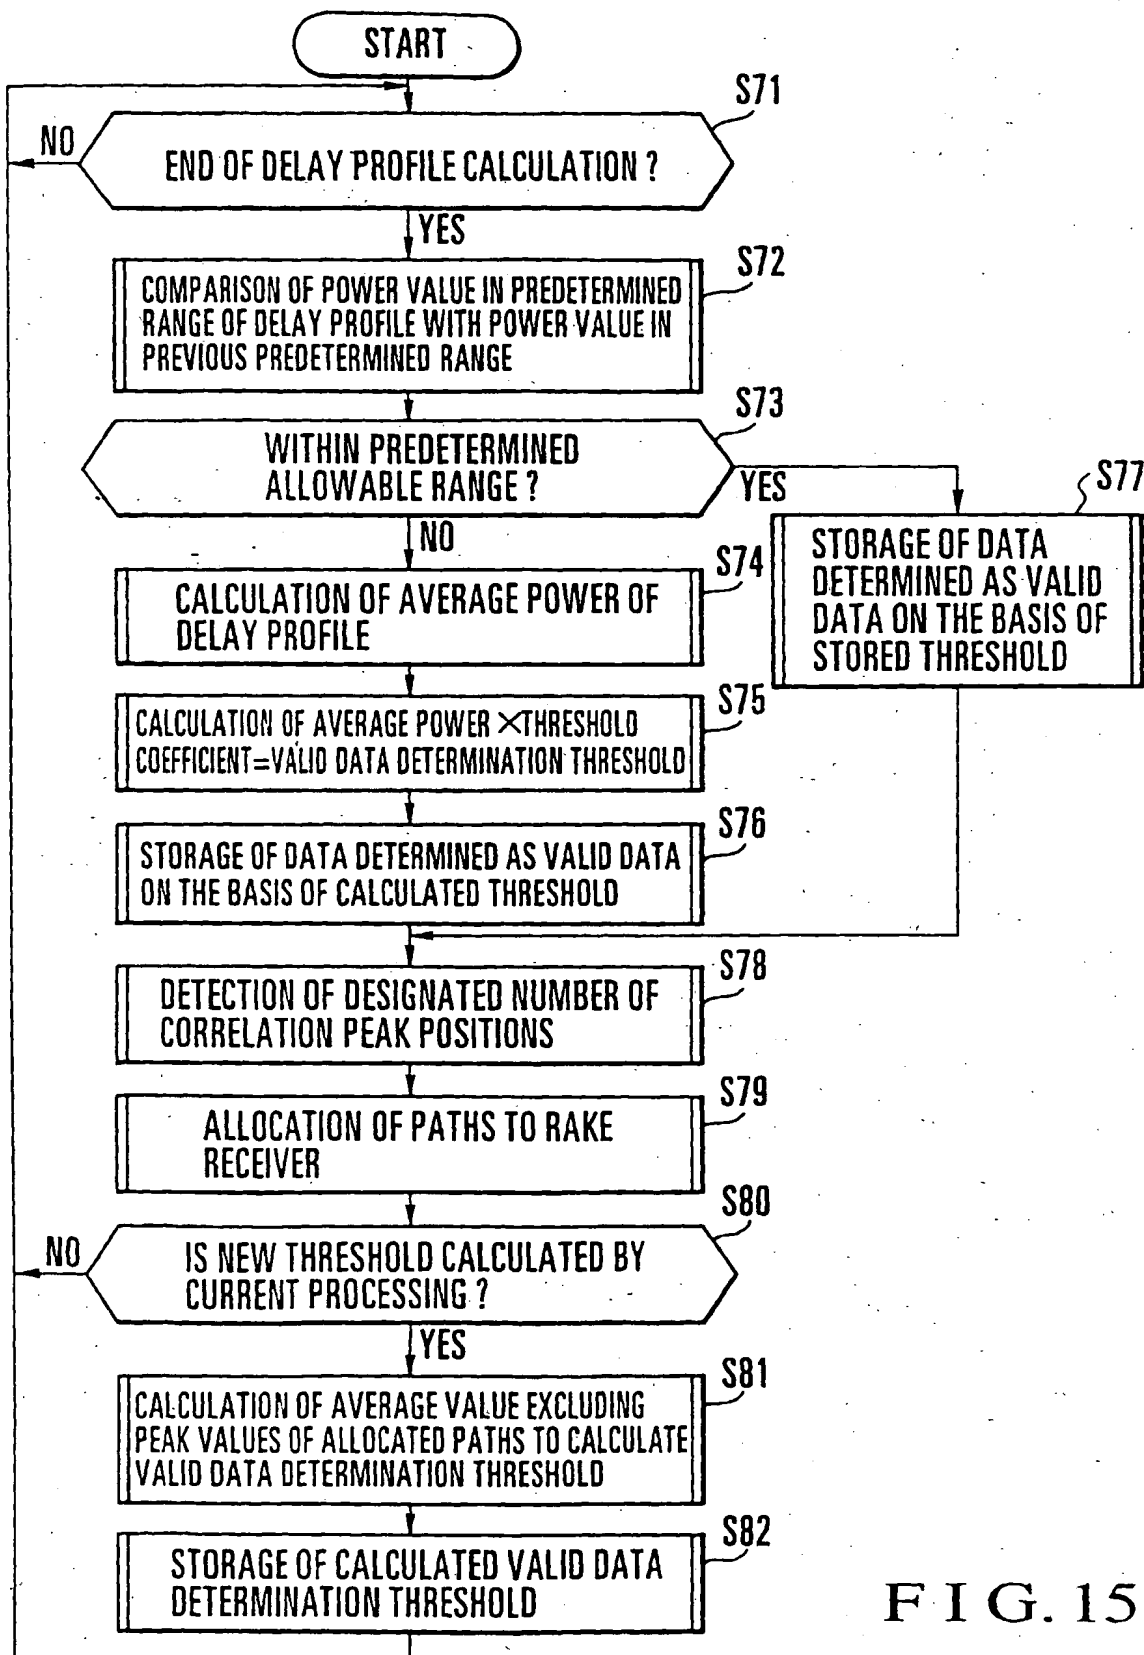 START
S71
NO
END OF DELAY PROFILE CALCULATION ?
YES
S72
COMPARISON OF POWER VALUE IN PREDETERMINED
RANGE OF DELAY PROFILE WITH POWER VALUE IN
PREVIOUS PREDETERMINED RANGE
S73
WITHIN PREDETERMINED
ALLOWABLE RANGE ?
YES
NO
S77
STORAGE OF DATA
DETERMINED AS VALID
DATA ON THE BASIS OF
STORED THRESHOLD
S74
CALCULATION OF AVERAGE POWER OF
DELAY PROFILE
S75
CALCULATION OF AVERAGE POWER ×THRESHOLD
COEFFICIENT=VALID DATA DETERMINATION THRESHOLD
S76
STORAGE OF DATA DETERMINED AS VALID DATA
ON THE BASIS OF CALCULATED THRESHOLD
S78
DETECTION OF DESIGNATED NUMBER OF
CORRELATION PEAK POSITIONS
S79
ALLOCATION OF PATHS TO RAKE
RECEIVER
S80
NO
IS NEW THRESHOLD CALCULATED BY
CURRENT PROCESSING ?
YES
S81
CALCULATION OF AVERAGE VALUE EXCLUDING
PEAK VALUES OF ALLOCATED PATHS TO CALCULATE
VALID DATA DETERMINATION THRESHOLD
S82
STORAGE OF CALCULATED VALID DATA
DETERMINATION THRESHOLD
FIG. 15